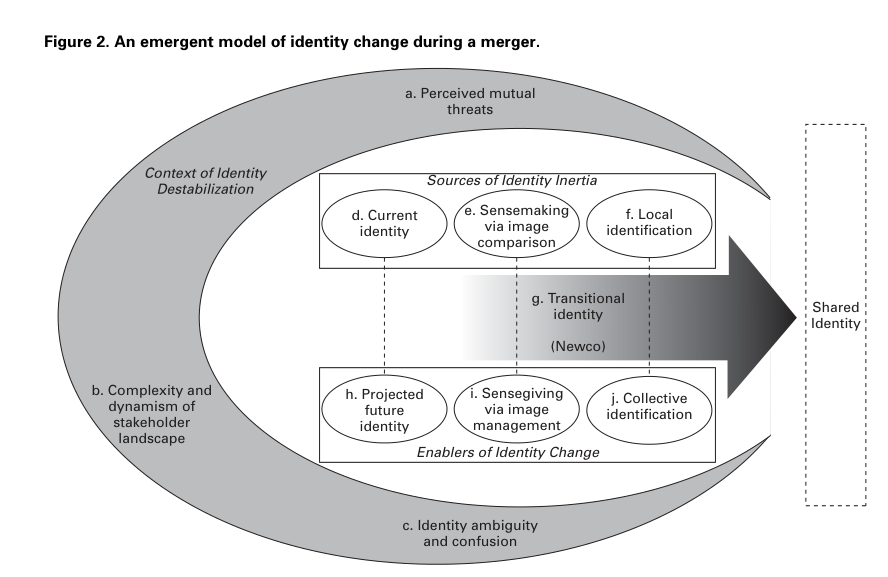 Figure 2. An emergent model of identity change during a merger.
a. Perceived mutual
threats
Context of Identity
Destabilization
Sources of Identity Inertia
d. Current
identity
e. Sensemaking
via image
comparison
f. Local
identification
g. Transitional
identity
(Newco)
Shared
Identity
h. Projected
future
identity
i. Sensegiving
via image
management
j. Collective
identification
Enablers of Identity Change
b. Complexity and
dynamism of
stakeholder
landscape
c. Identity ambiguity
and confusion